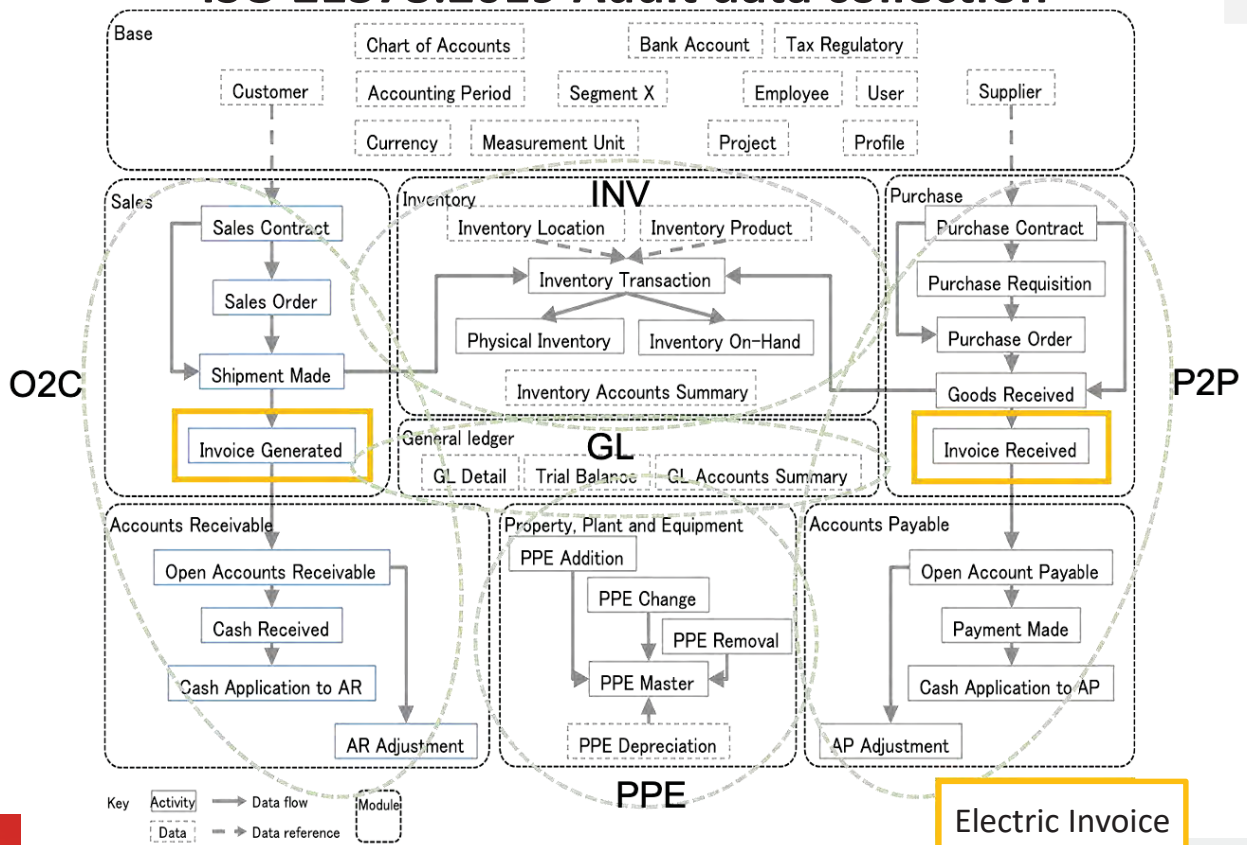 ISO 21378:2019 Audit data collection
Base
Chart of Accounts
Bank Account
Tax Regulatory
Customer
Accounting Period
Segment X
Employee
User
Supplier
Currency
Measurement Unit
Project
Profile
Sales
Sales Contract
Sales Order
Shipment Made
Invoice Generated
O2C
Inventory
INV
Inventory Location
Inventory Product
Inventory Transaction
Physical Inventory
Inventory On-Hand
Inventory Accounts Summary
Purchase
Purchase Contract
Purchase Requisition
Purchase Order
Goods Received
Invoice Received
P2P
General ledger
GL
GL Detail
Trial Balance
GL Accounts Summary
Accounts Receivable
Open Accounts Receivable
Cash Received
Cash Application to AR
AR Adjustment
Property, Plant and Equipment
PPE Addition
PPE Change
PPE Removal
PPE Master
PPE Depreciation
PPE
Accounts Payable
Open Account Payable
Payment Made
Cash Application to AP
AP Adjustment
Key
Activity
Data flow
Module
Data
Data reference
Electric Invoice